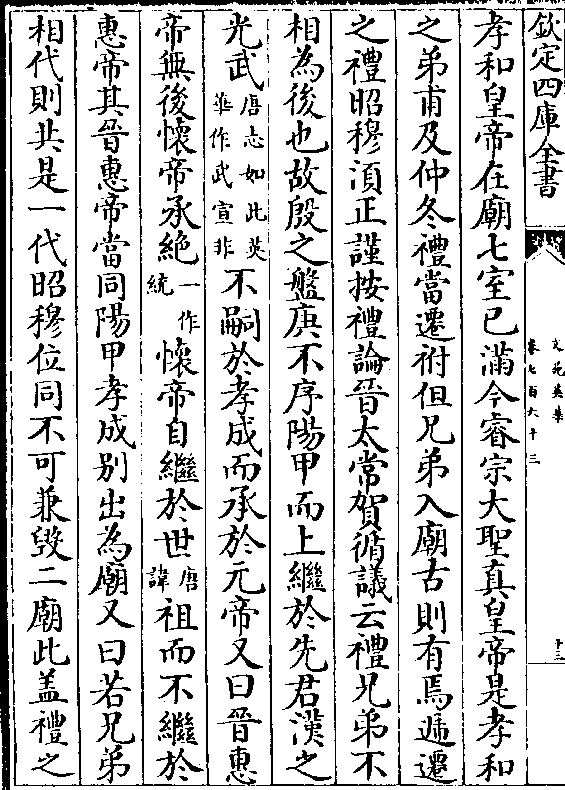 欽定四庫全書
文苑英華
卷七百六十三
十三
孝和皇帝在廟七室已滿今睿宗大聖真皇帝是孝和
之弟甫及仲冬禮當遷祔但兄弟入廟古則有焉遞遷
之禮昭穆湏正謹按禮論晉太常賀循議云禮兄弟不
相為後也故殷之盤庚不序陽甲而上繼於先君漢之
光武唐志如此英華作武宣非不嗣於孝成而承於元帝又曰晉惠
帝無後懷帝承絶一作統懷帝自繼於世唐諱祖而不繼於
惠帝其晉惠帝當同陽甲孝成别出為廟又曰若兄弟
相代則共是一代昭穆位同不可兼毁二廟此盖禮之